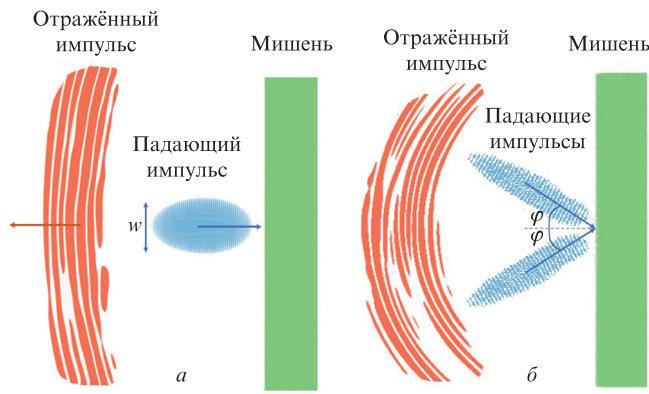 Отражённый
импульс
Мишень
Падающий
импульс
w
а
Отражённый
импульс
Мишень
Падающие
импульсы
φ
φ
б